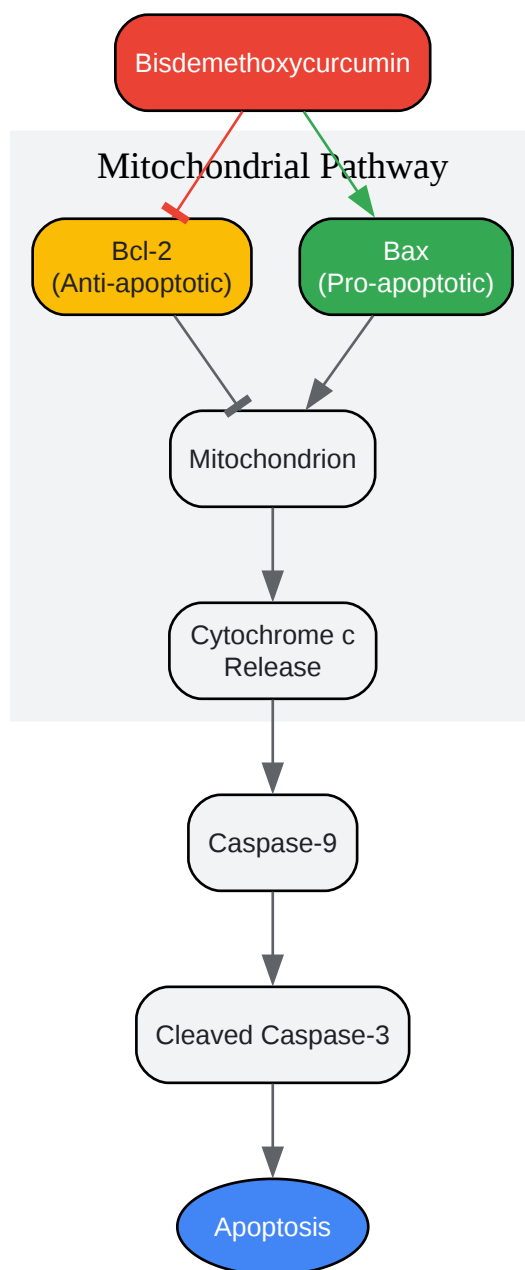 Bisdemethoxycurcumin
Mitochondrial Pathway
Bcl-2
(Anti-apoptotic)
Bax
(Pro-apoptotic)
Mitochondrion
Cytochrome c
Release
Caspase-9
Cleaved Caspase-3
Apoptosis